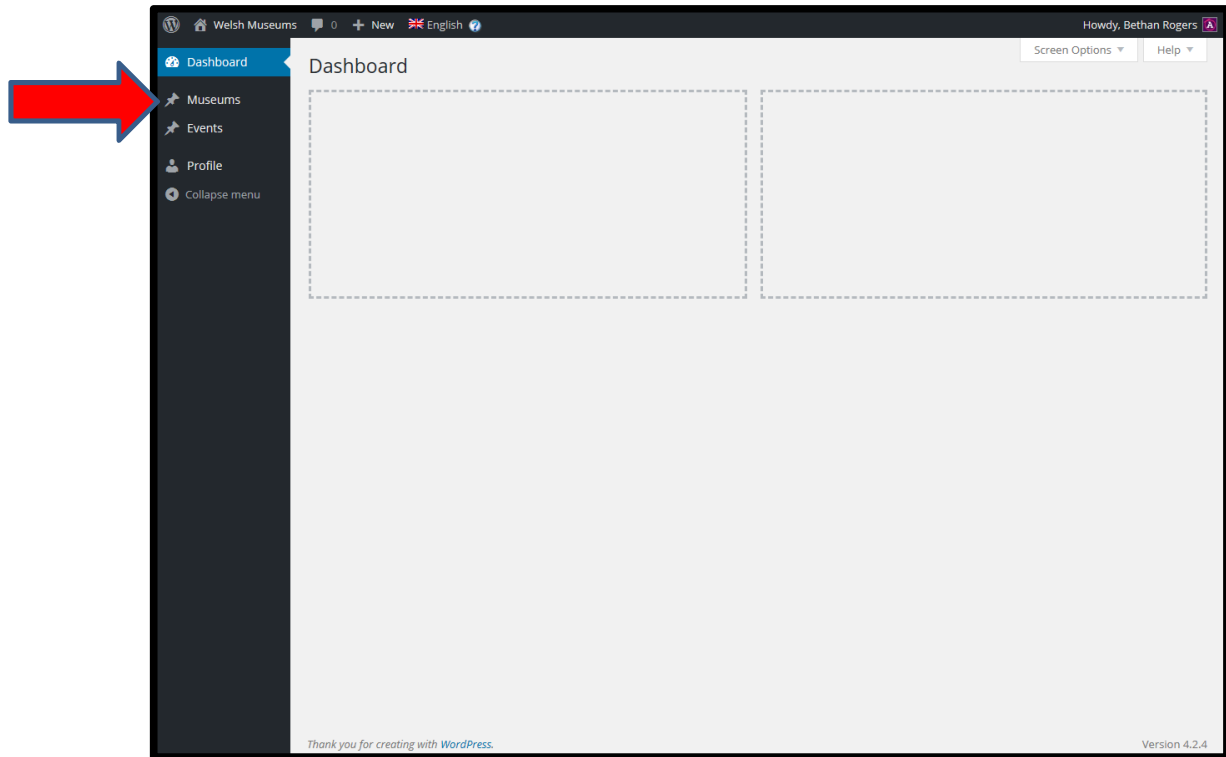 Welsh Museums 0 + New English Howdy, Bethan Rogers
Screen Options Help
Dashboard
Dashboard
Museums
Events
Profile
Collapse menu
Thank you for creating with WordPress.
Version 4.2.4